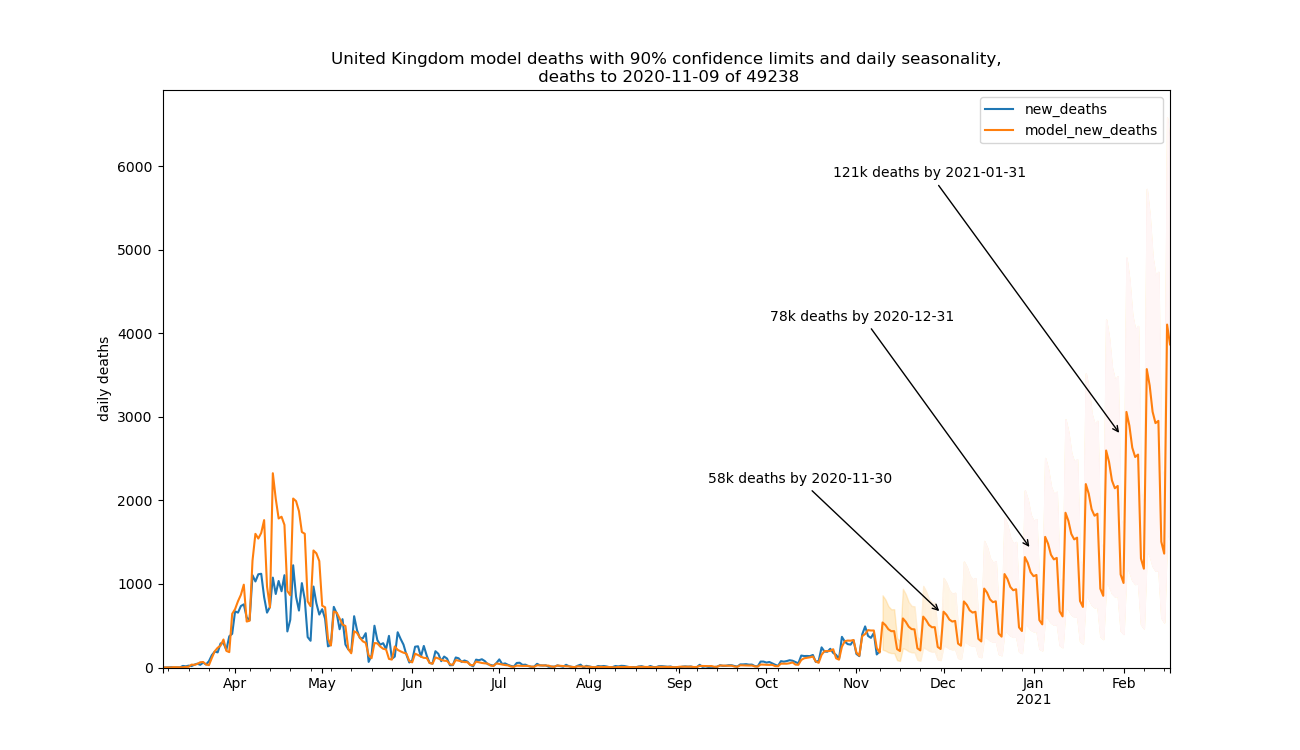 United Kingdom model deaths with 90% confidence limits and daily seasonality,
deaths to 2020-11-09 of 49238
new_deaths
model_new_deaths
6000
121k deaths by 2021-01-31
5000
78k deaths by 2020-12-31
4000
daily deaths
3000
58k deaths by 2020-11-30
2000
1000
0
Apr May Jun Jul Aug Sep Oct Nov Dec Jan Feb
2021